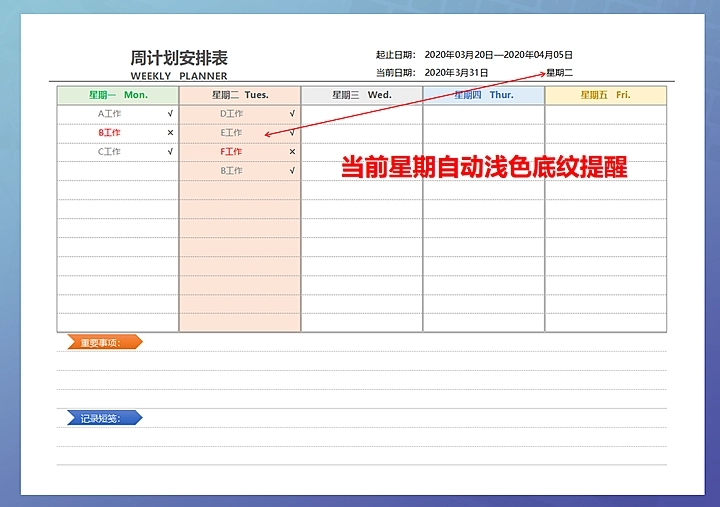 周计划安排表
WEEKLY PLANNER
起止日期： 2020年03月20日—2020年04月05日
当前日期： 2020年3月31日 星期二
星期一 Mon. 星期二 Tues. 星期三 Wed. 星期四 Thur. 星期五 Fri.
A工作 √ D工作 √
B工作 × E工作 √
C工作 √ F工作 ×
B工作 √
当前星期自动浅色底纹提醒
重要事项：
记录短笺：